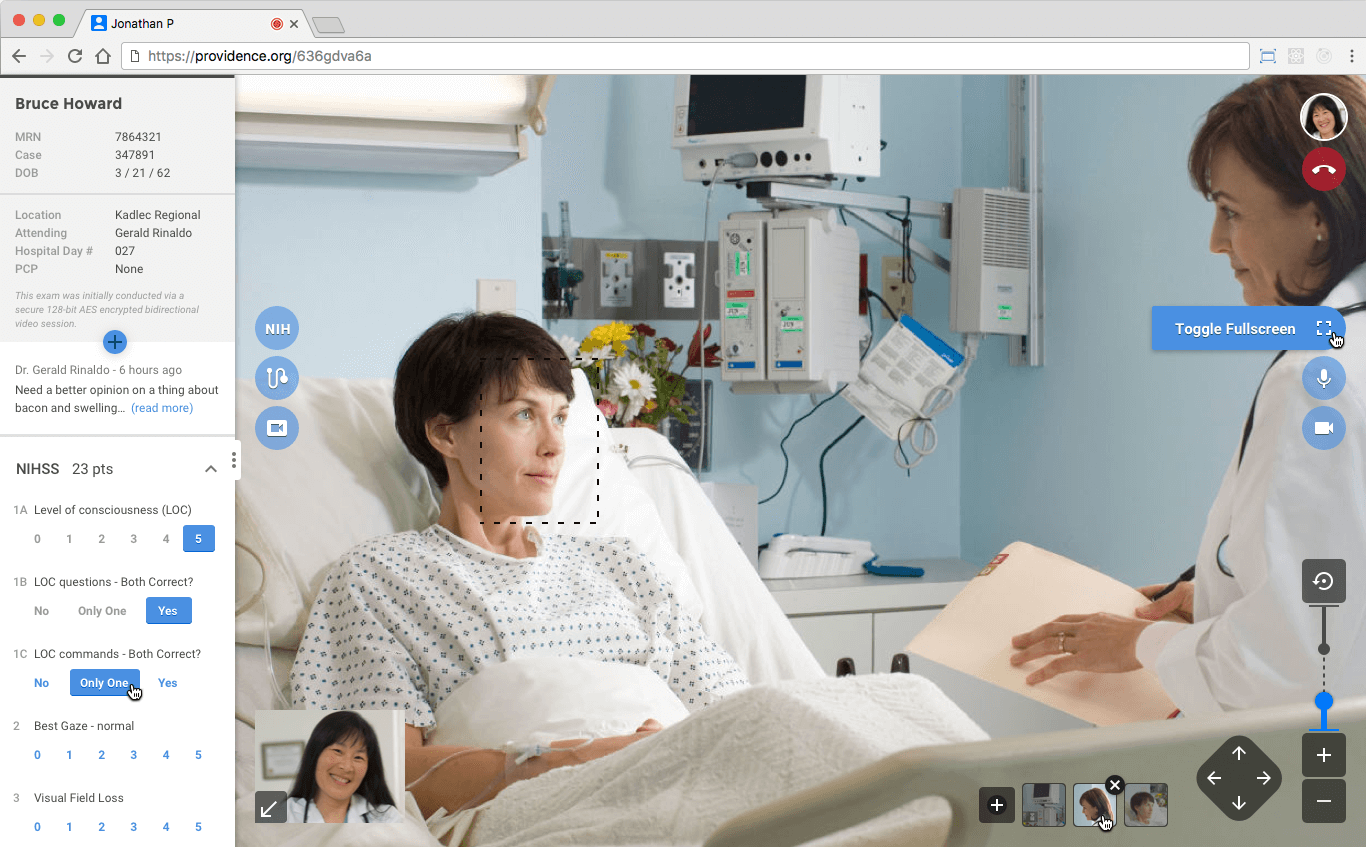 Jonathan P
https://providence.org/636gdva6a
Bruce Howard
MRN 7864321
Case 347891
DOB 3 / 21 / 62
Location Kadlec Regional
Attending Gerald Rinaldo
Hospital Day # 027
PCP None
This exam was initially conducted via a
secure 128-bit AES encrypted bidirectional
video session.
Dr. Gerald Rinaldo - 6 hours ago
Need a better opinion on a thing about
bacon and swelling... (read more)
NIHSS 23 pts
1A Level of consciousness (LOC)
0 1 2 3 4 5
1B LOC questions - Both Correct?
No Only One Yes
1C LOC commands - Both Correct?
No Only One Yes
2 Best Gaze - normal
0 1 2 3 4 5
3 Visual Field Loss
0 1 2 3 4 5
NIH
Toggle Fullscreen